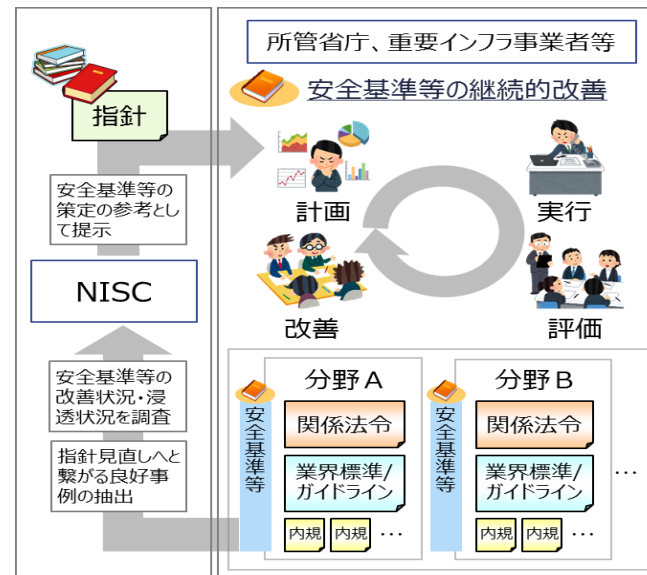 指針
安全基準等の
策定の参考とし
て提示
NISC
安全基準等の
改善状況・浸
透状況を調査
指針見直しへと
繋がる良好事
例の抽出
所管省庁、重要インフラ事業者等
安全基準等の継続的改善
計画
実行
改善
評価
安全基準等
分野A
関係法令
業界標準/
ガイドライン
内規 内規 …
安全基準等
分野B
関係法令
業界標準/
ガイドライン
内規 内規 …
…